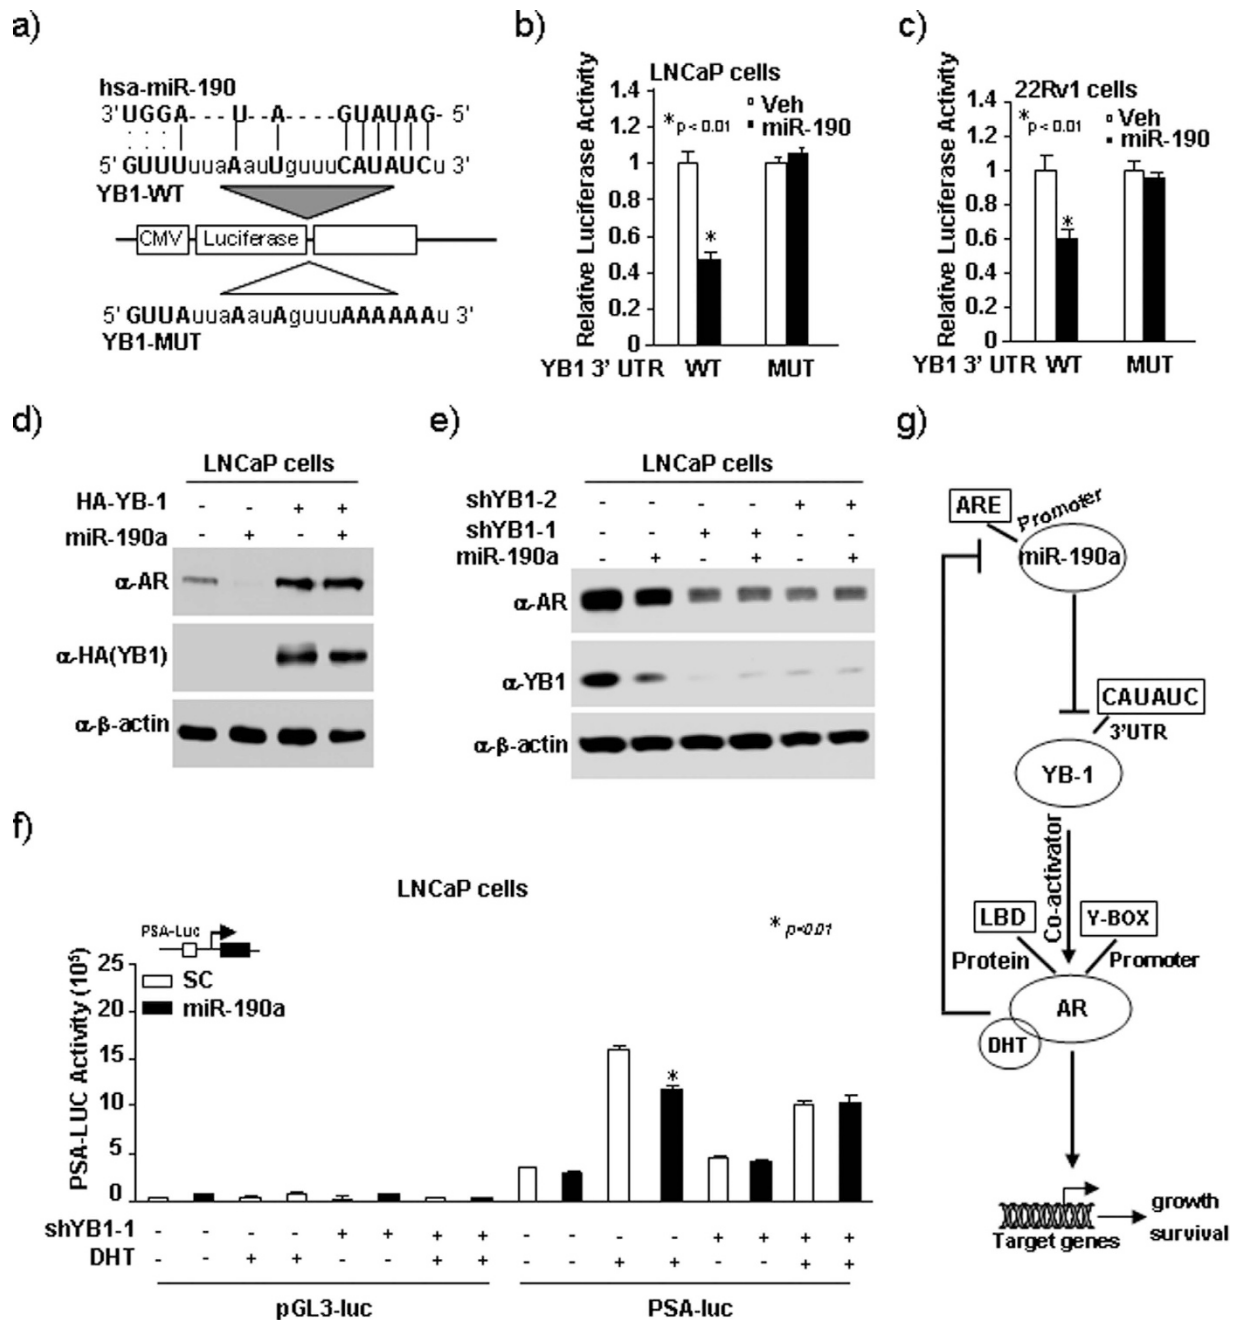 a)
hsa-miR-190
3'UGGA---U--A----GUAUAG- 5'
5' GUUUuuaAauUguuuCAUAUCu 3'
YB1-WT
CMV Luciferase
5' GUUAuuaAauAguuuAAAAAAu 3'
YB1-MUT
b)
LNCaP cells
Relative Luciferase Activity
1.4
1.2
1
0.8
0.6
0.4
0.2
0
* p < 0.01
Veh
miR-190
*
YB1 3' UTR WT MUT
c)
22Rv1 cells
Relative Luciferase Activity
1.4
1.2
1
0.8
0.6
0.4
0.2
0
* p < 0.01
Veh
miR-190
*
YB1 3' UTR WT MUT
d)
LNCaP cells
HA-YB-1 - - + +
miR-190a - + - +
α-AR
α-HA(YB1)
α-β-actin
e)
LNCaP cells
shYB1-2 - - - - + +
shYB1-1 - - + + - -
miR-190a - + - + - +
α-AR
α-YB1
α-β-actin
f)
LNCaP cells
PSA-Luc
* p<0.01
PSA-LUC Activity (10⁵)
25
20
15
10
5
0
SC
miR-190a
*
shYB1-1 - - - - + + + + - - - - + + + +
DHT - - + + - - + + - - + + - - + +
pGL3-luc PSA-luc
g)
ARE
Promoter
miR-190a
CAUAUC
3'UTR
YB-1
Co-activator
LBD
Y-BOX
Protein
Promoter
AR
DHT
growth
survival
Target genes